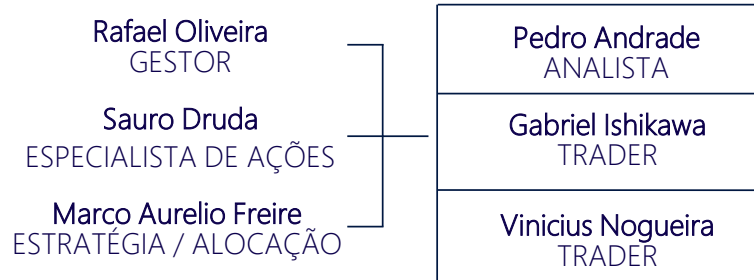 Rafael Oliveira
GESTOR
Sauro Druda
ESPECIALISTA DE AÇÕES
Marco Aurelio Freire
ESTRATÉGIA / ALOCAÇÃO
Pedro Andrade
ANALISTA
Gabriel Ishikawa
TRADER
Vinicius Nogueira
TRADER